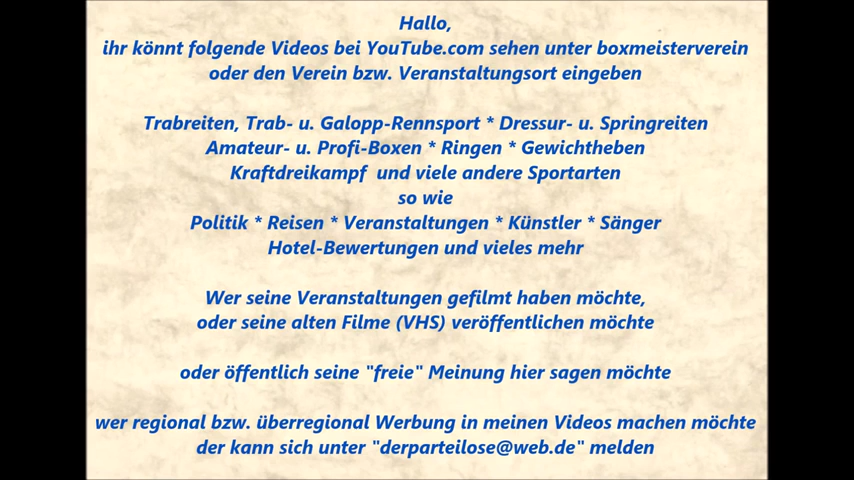 Hallo,
ihr könnt folgende Videos bei YouTube.com sehen unter boxmeisterverein
oder den Verein bzw. Veranstaltungsort eingeben
Trabreiten, Trab- u. Galopp-Rennsport * Dressur- u. Springreiten
Amateur- u. Profi-Boxen * Ringen * Gewichtheben
Kraftdreikampf und viele andere Sportarten
so wie
Politik * Reisen * Veranstaltungen * Künstler * Sänger
Hotel-Bewertungen und vieles mehr
Wer seine Veranstaltungen gefilmt haben möchte,
oder seine alten Filme (VHS) veröffentlichen möchte
oder öffentlich seine "freie" Meinung hier sagen möchte
wer regional bzw. überregional Werbung in meinen Videos machen möchte
der kann sich unter "derparteilose@web.de" melden